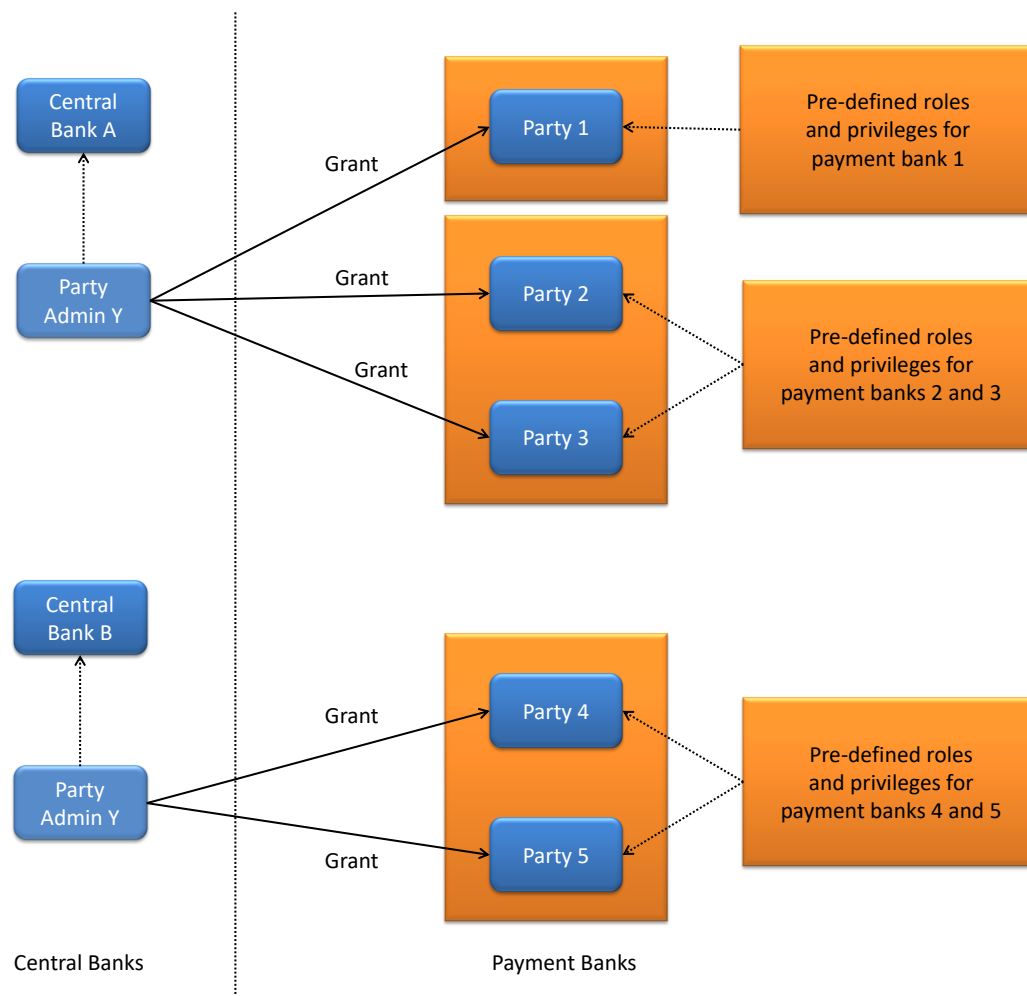 Central
Bank A
Party
Admin Y
Grant
Grant
Grant
Party 1
Party 2
Party 3
Pre-defined roles
and privileges for
payment bank 1
Pre-defined roles
and privileges for
payment banks 2 and 3
Central
Bank B
Party
Admin Y
Grant
Grant
Party 4
Party 5
Pre-defined roles
and privileges for
payment banks 4 and 5
Central Banks
Payment Banks